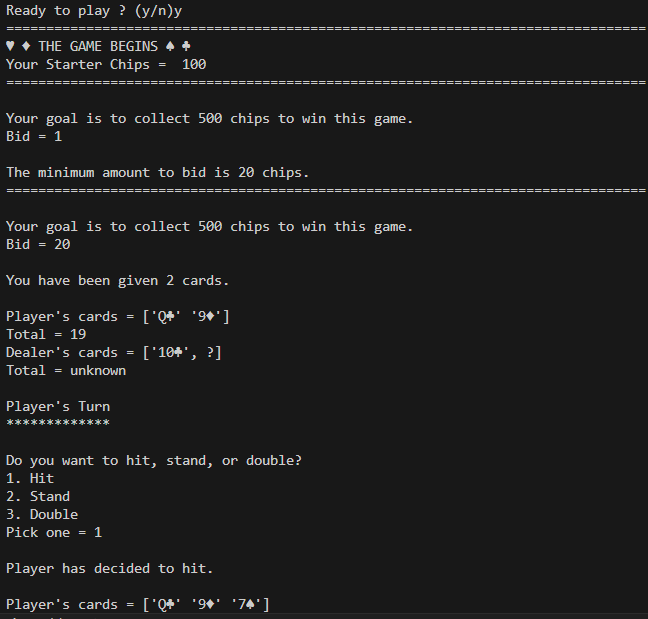 Ready to play ? (y/n)y
================================================================================
♥ ♦ THE GAME BEGINS ♠ ♣
Your Starter Chips =  100
================================================================================
Your goal is to collect 500 chips to win this game.
Bid = 1
The minimum amount to bid is 20 chips.
================================================================================
Your goal is to collect 500 chips to win this game.
Bid = 20
You have been given 2 cards.
Player's cards = ['Q♣' '9♦']
Total = 19
Dealer's cards = ['10♣', ?]
Total = unknown
Player's Turn
*************
Do you want to hit, stand, or double?
1. Hit
2. Stand
3. Double
Pick one = 1
Player has decided to hit.
Player's cards = ['Q♣' '9♦' '7♠']